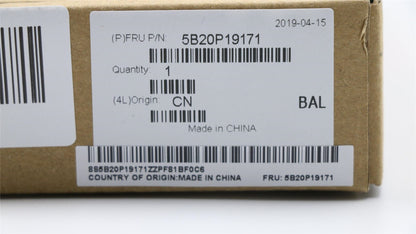 2019-04-15
(P)FRU P/N: 5B20P19171
Quantity: 1
(4L)Origin: CN
BAL
Made in CHINA
8S5B20P19171ZZPFS1BF0C6
COUNTRY OF ORIGIN:MADE IN CHINA FRU: 5B20P19171